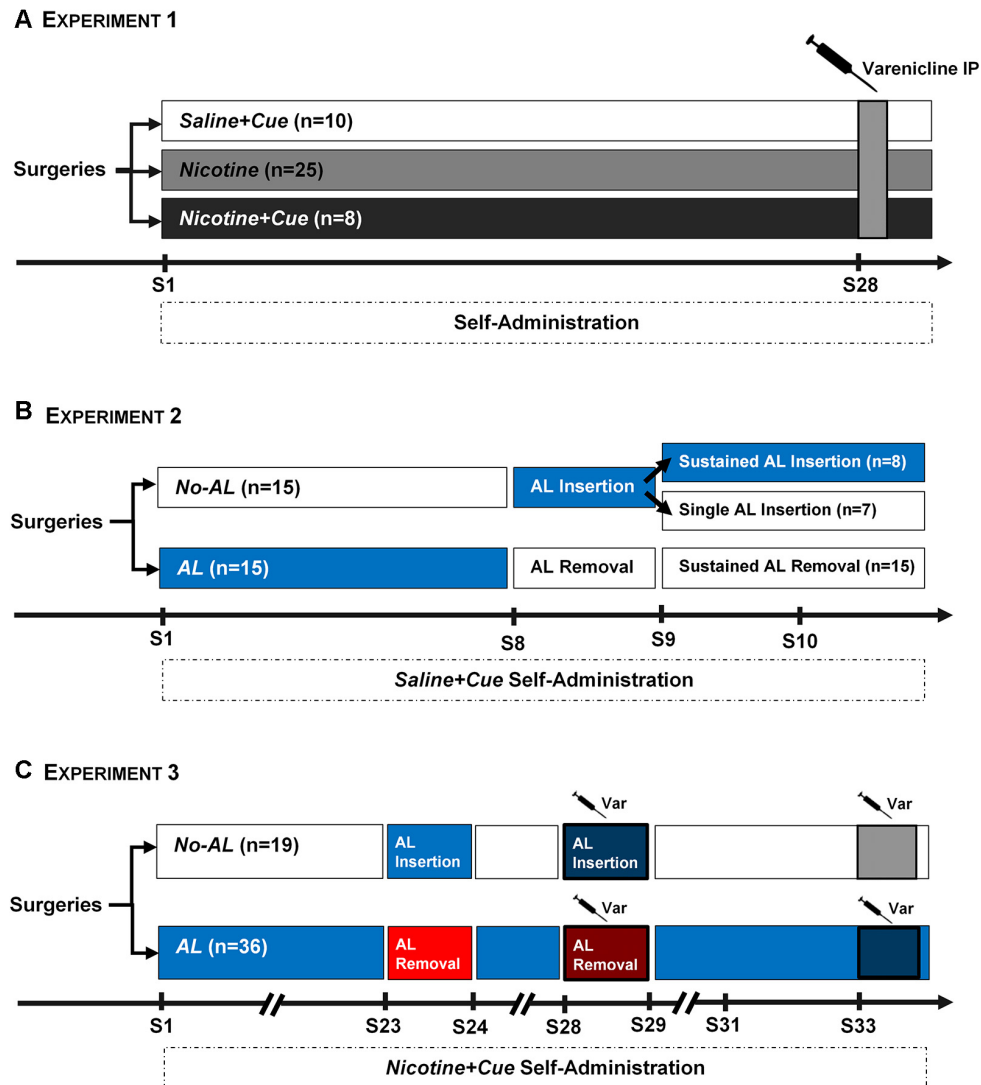 A EXPERIMENT 1
Varenicline IP
Saline+Cue (n=10)
Surgeries
Nicotine (n=25)
Nicotine+Cue (n=8)
S1
S28
Self-Administration
B EXPERIMENT 2
No-AL (n=15)
AL Insertion
Sustained AL Insertion (n=8)
Single AL Insertion (n=7)
Surgeries
AL (n=15)
AL Removal
Sustained AL Removal (n=15)
S1
S8
S9
S10
Saline+Cue Self-Administration
C EXPERIMENT 3
Var
Var
No-AL (n=19)
AL
Insertion
AL
Insertion
Surgeries
Var
Var
AL (n=36)
AL
Removal
AL
Removal
S1
S23
S24
S28
S29
S31
S33
Nicotine+Cue Self-Administration